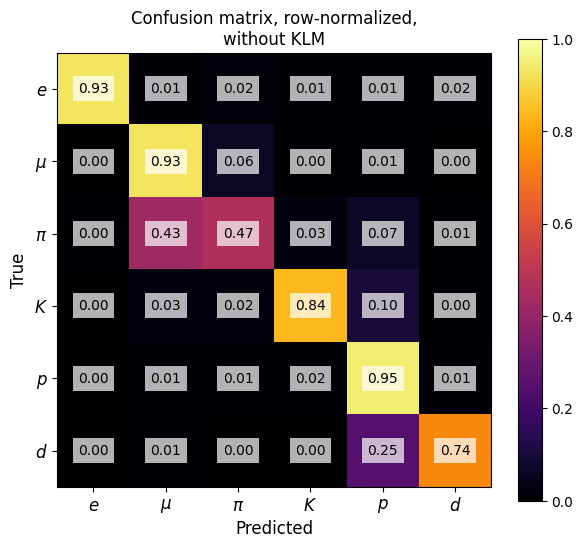 Confusion matrix, row-normalized,
without KLM
True
e 0.93 0.01 0.02 0.01 0.01 0.02
μ 0.00 0.93 0.06 0.00 0.01 0.00
π 0.00 0.43 0.47 0.03 0.07 0.01
K 0.00 0.03 0.02 0.84 0.10 0.00
p 0.00 0.01 0.01 0.02 0.95 0.01
d 0.00 0.01 0.00 0.00 0.25 0.74
e μ π K p d
Predicted
1.0
0.8
0.6
0.4
0.2
0.0